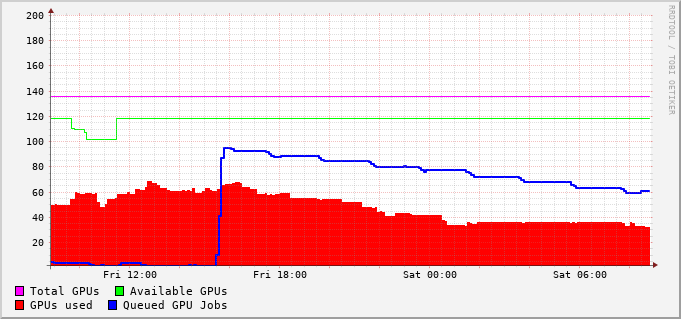 200
180
160
140
120
100
80
60
40
20
Fri 12:00 Fri 18:00 Sat 00:00 Sat 06:00
Total GPUs Available GPUs
GPUs used Queued GPU Jobs
RRDTOOL / TOBI OETIKER